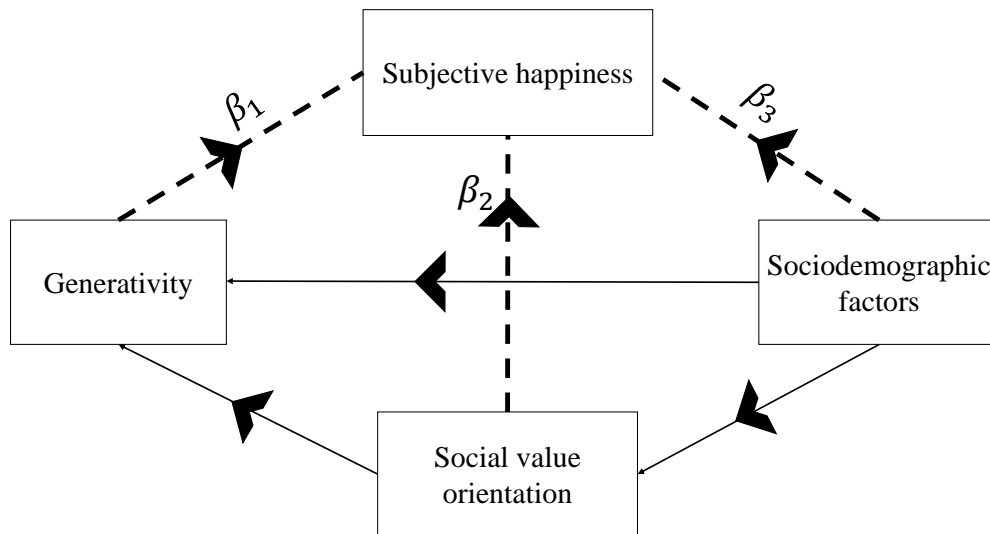 Subjective happiness
β₁
β₃
β₂
Generativity
Sociodemographic
factors
Social value
orientation